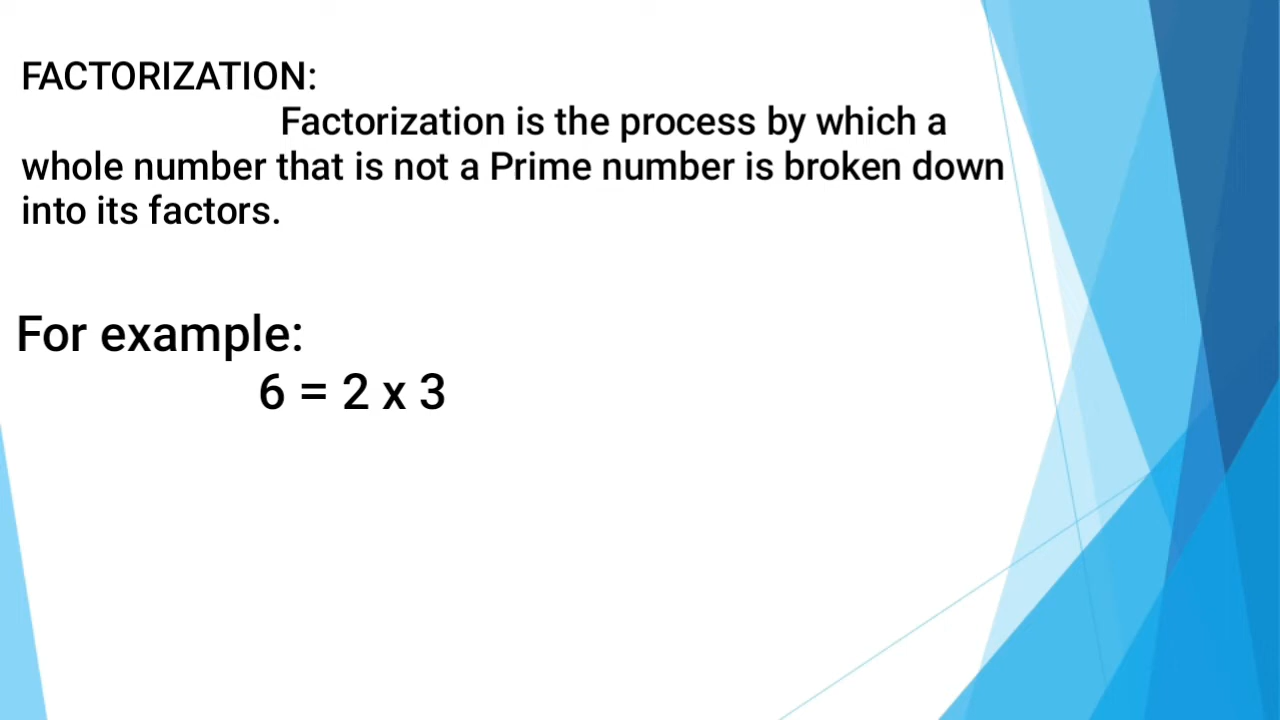 FACTORIZATION:
Factorization is the process by which a
whole number that is not a Prime number is broken down
into its factors.
For example:
6 = 2 x 3